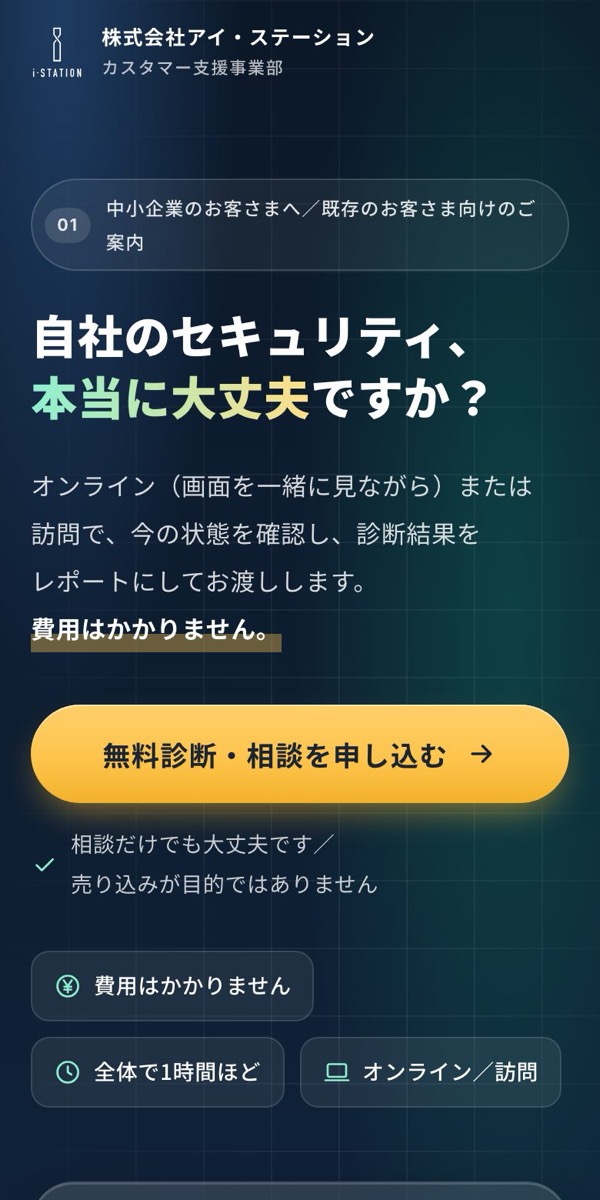 株式会社アイ・ステーション
i·STATION
カスタマー支援事業部
01
中小企業のお客さまへ／既存のお客さま向けのご
案内
自社のセキュリティ、
本当に大丈夫ですか？
オンライン（画面を一緒に見ながら）または
訪問で、今の状態を確認し、診断結果を
レポートにしてお渡しします。
費用はかかりません。
無料診断・相談を申し込む →
相談だけでも大丈夫です／
売り込みが目的ではありません
費用はかかりません
全体で1時間ほど
オンライン／訪問